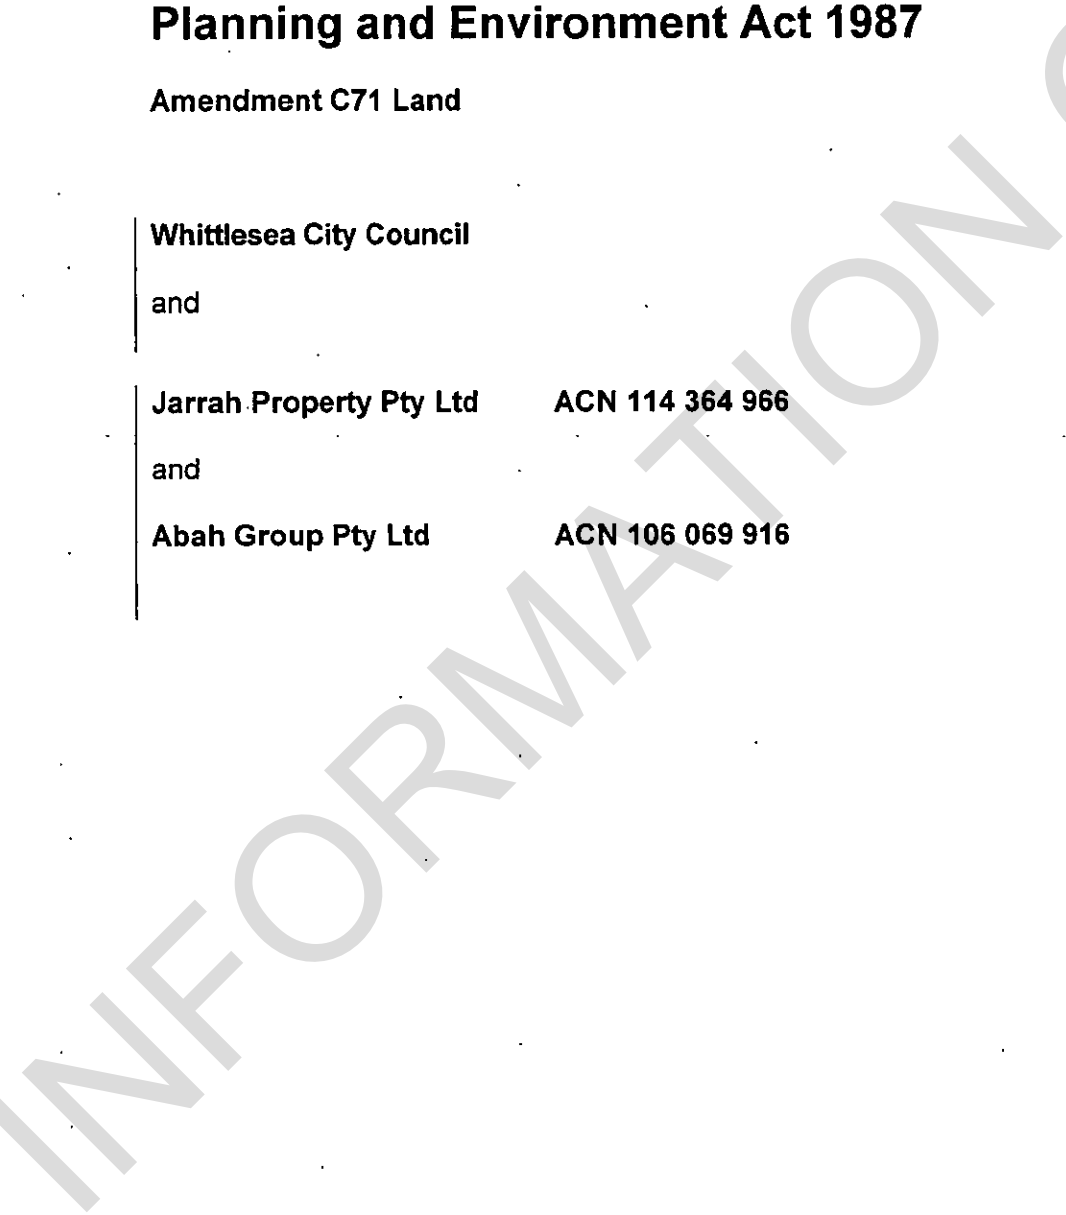 Planning and Environment Act 1987
Amendment C71 Land
Whittlesea City Council
and
Jarrah Property Pty Ltd ACN 114 364 966
and
Abah Group Pty Ltd ACN 106 069 916
INFORMATION